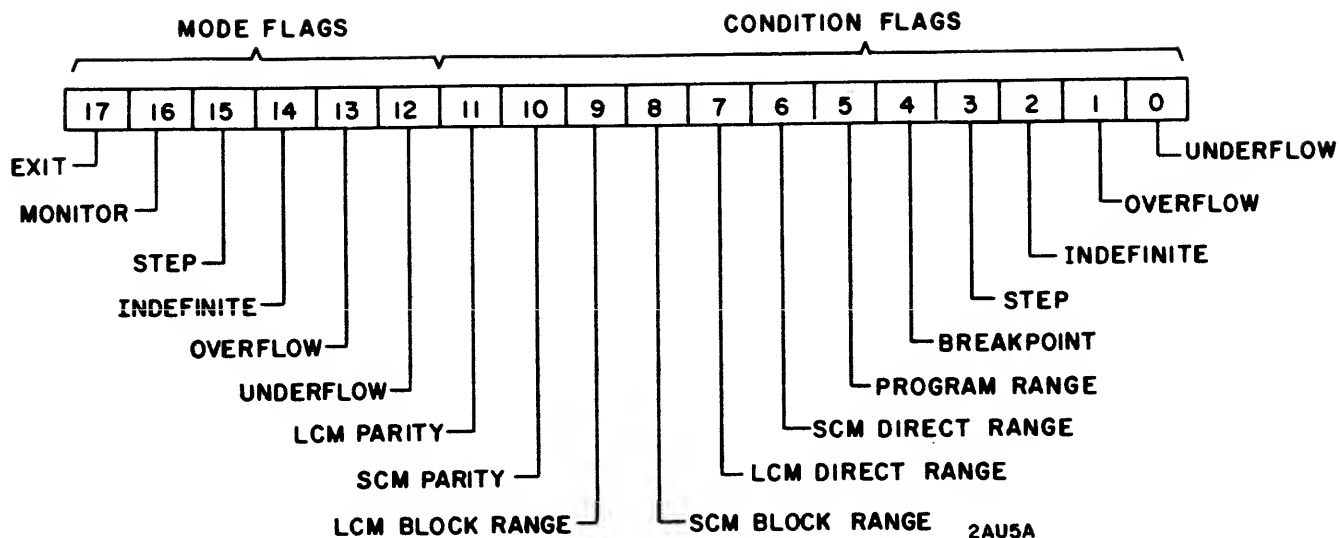 MODE FLAGS
CONDITION FLAGS
17 16 15 14 13 12 11 10 9 8 7 6 5 4 3 2 1 0
EXIT
UNDERFLOW
MONITOR
OVERFLOW
STEP
INDEFINITE
INDEFINITE
STEP
OVERFLOW
BREAKPOINT
UNDERFLOW
PROGRAM RANGE
LCM PARITY
SCM DIRECT RANGE
SCM PARITY
LCM DIRECT RANGE
LCM BLOCK RANGE
SCM BLOCK RANGE
2AU5A